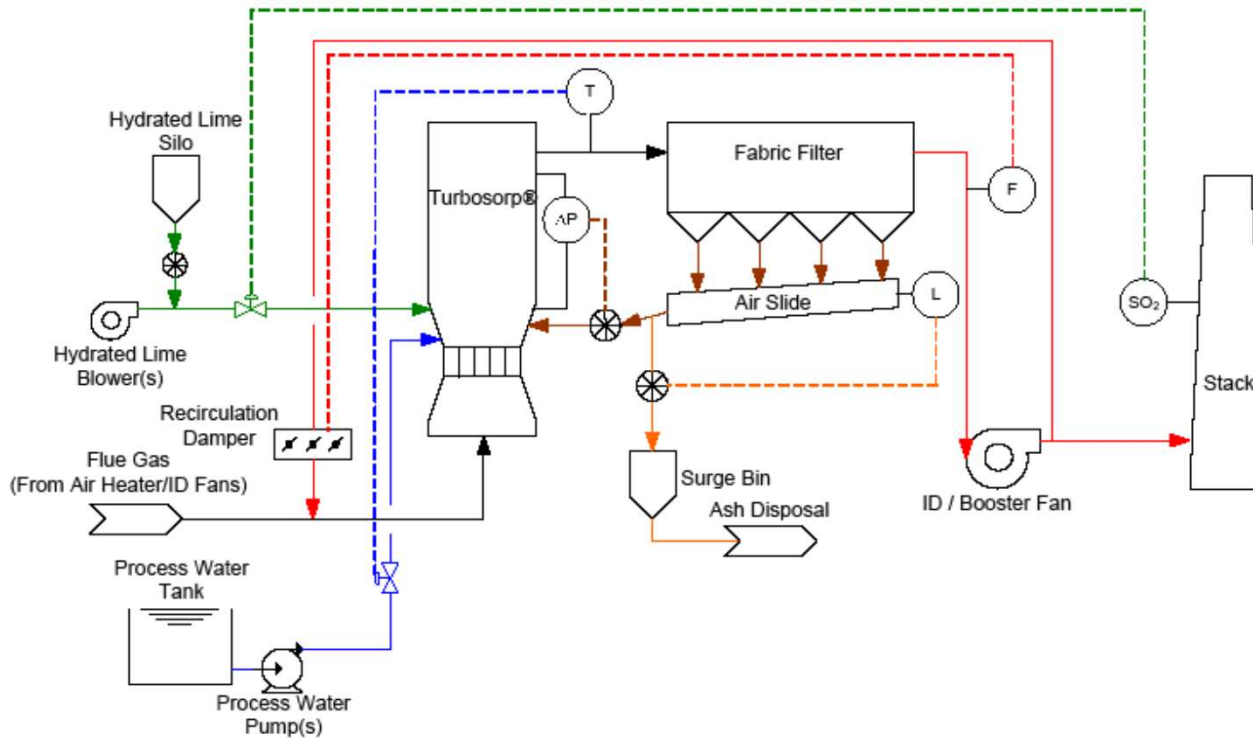 Hydrated Lime
Silo
T
Fabric Filter
Turbosorp®
F
ΔP
Air Slide
L
SO₂
Hydrated Lime
Blower(s)
Stack
Recirculation
Damper
Flue Gas
(From Air Heater/ID Fans)
Surge Bin
ID / Booster Fan
Ash Disposal
Process Water
Tank
Process Water
Pump(s)